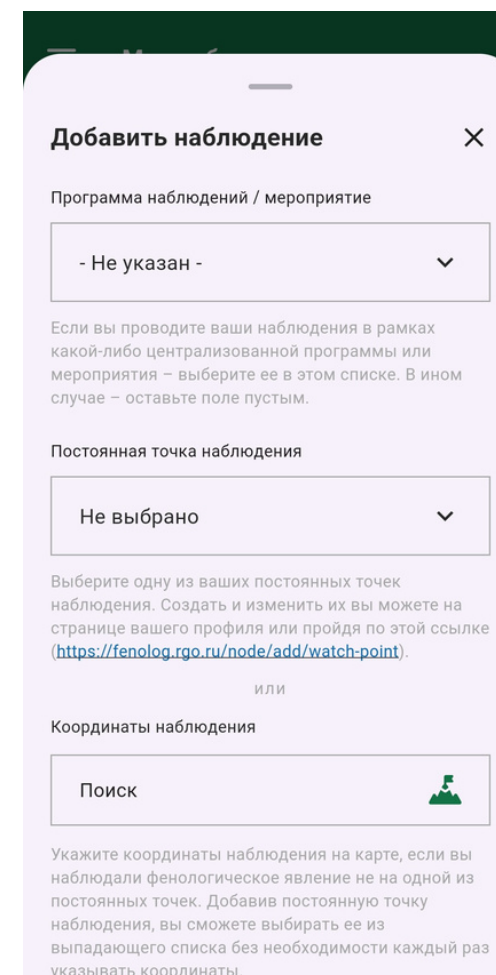 Добавить наблюдение
Программа наблюдений / мероприятие
- Не указан -
Если вы проводите ваши наблюдения в рамках
какой-либо централизованной программы или
мероприятия – выберите ее в этом списке. В ином
случае – оставьте поле пустым.
Постоянная точка наблюдения
Не выбрано
Выберите одну из ваших постоянных точек
наблюдения. Создать и изменить их вы можете на
странице вашего профиля или пройдя по этой ссылке
(https://fenolog.rgo.ru/node/add/watch-point).
или
Координаты наблюдения
Поиск
Укажите координаты наблюдения на карте, если вы
наблюдали фенологическое явление не на одной из
постоянных точек. Добавив постоянную точку
наблюдения, вы сможете выбирать ее из
выпадающего списка без необходимости каждый раз
указывать координаты.